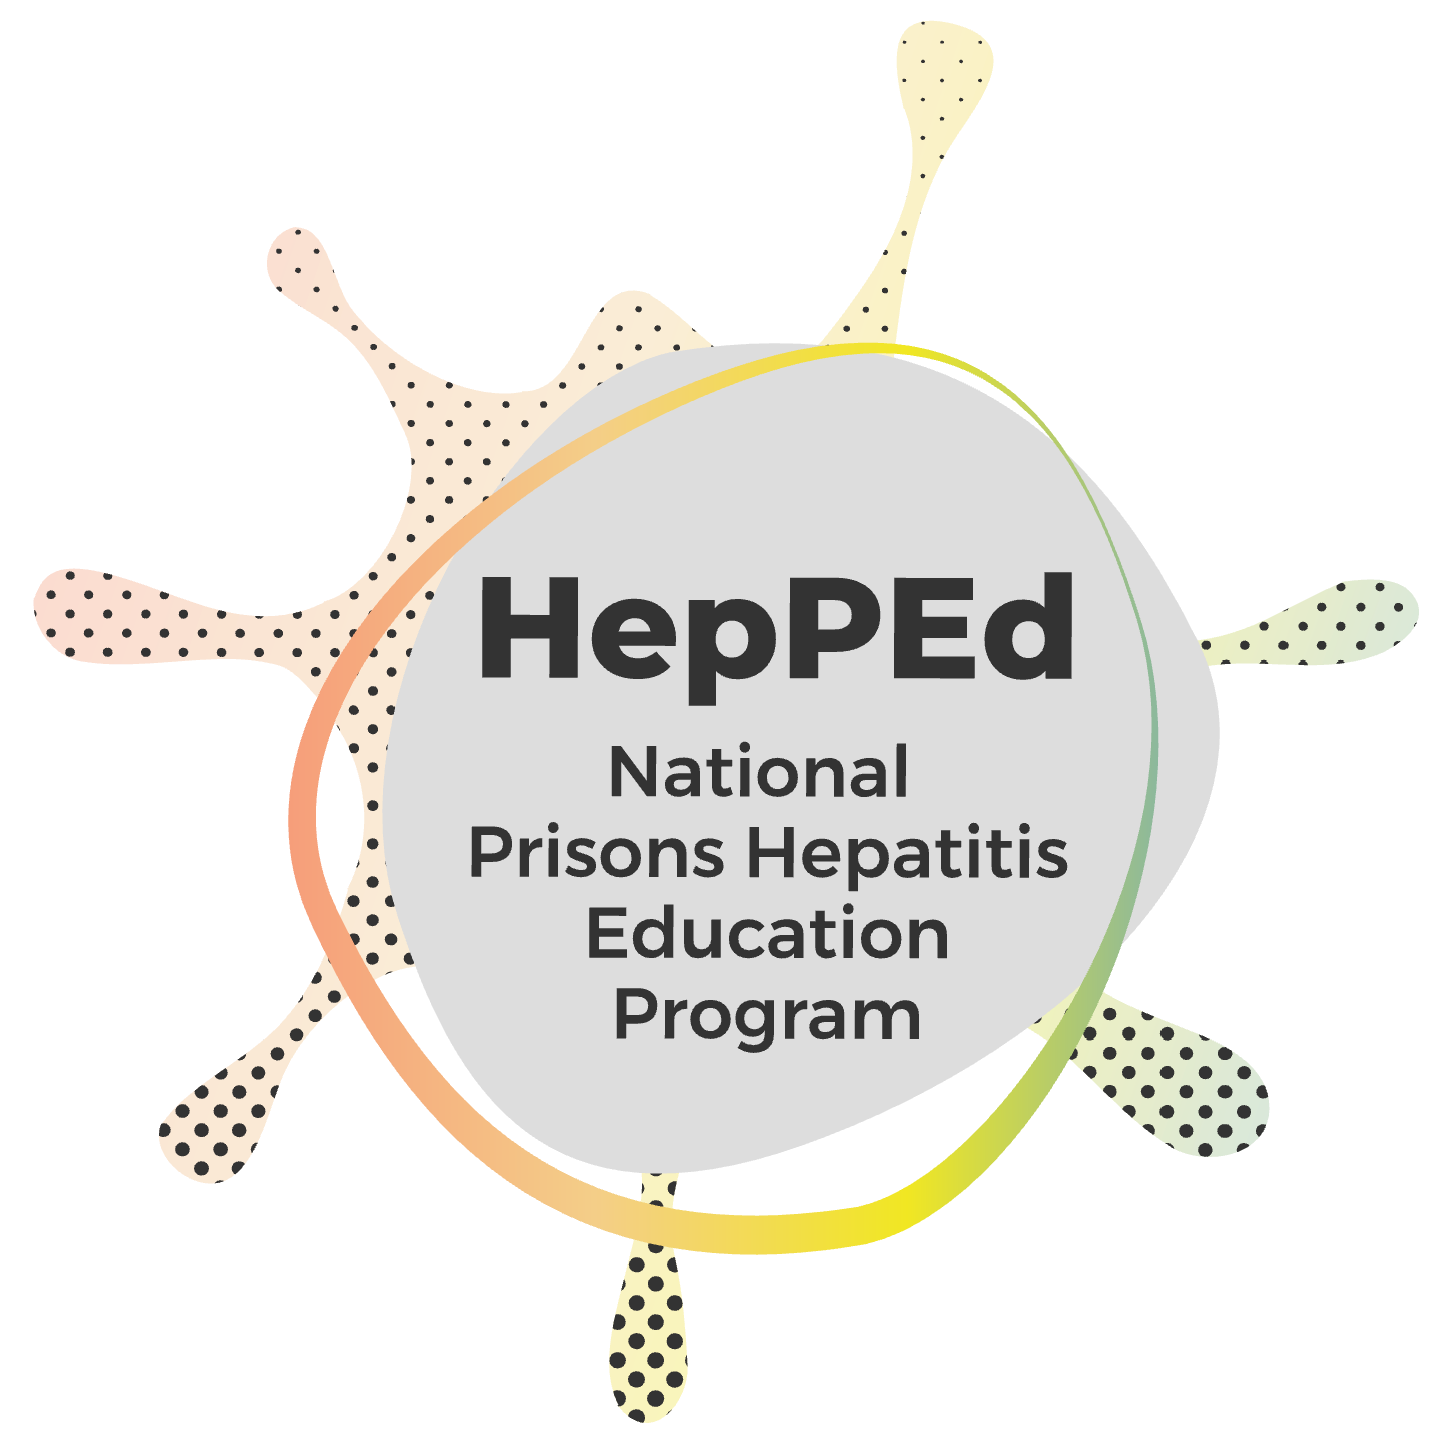 HepPEd
National
Prisons Hepatitis
Education
Program